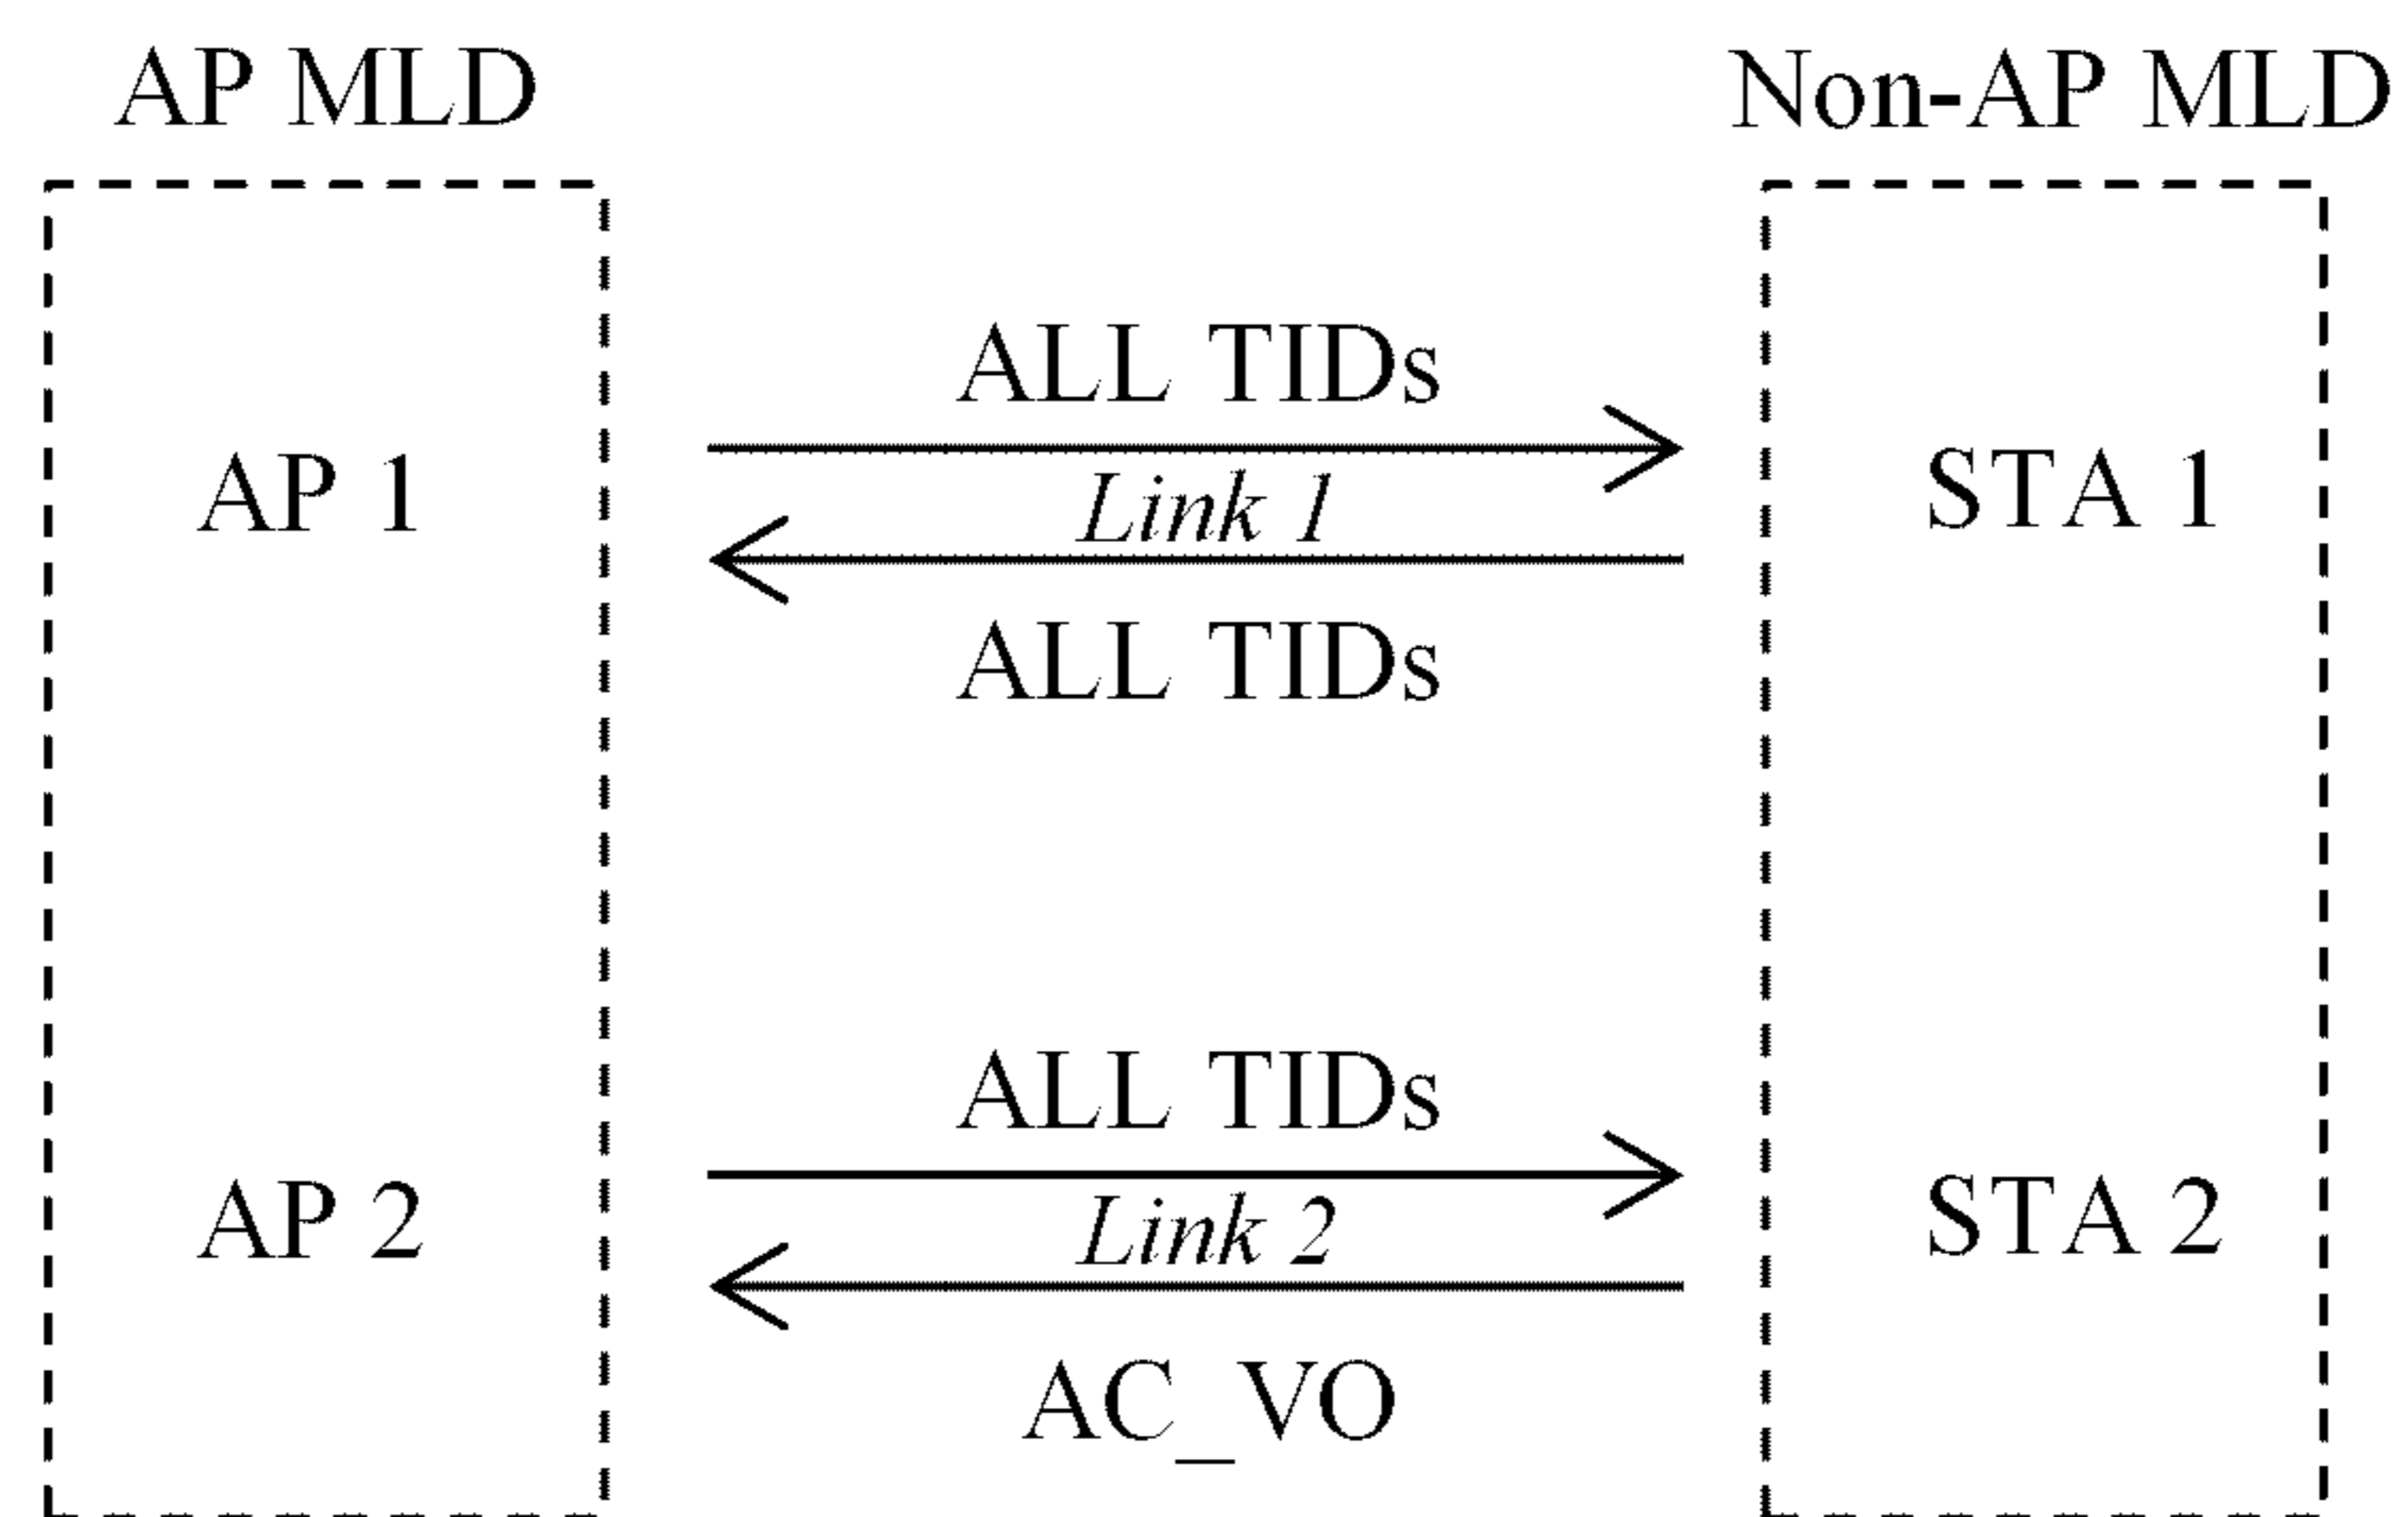 AP MLD
Non-AP MLD
ALL TIDs
AP 1
Link 1
STA 1
ALL TIDs
ALL TIDs
AP 2
Link 2
STA 2
AC_VO